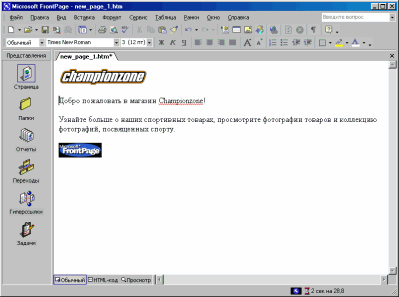 Microsoft FrontPage - new_page_1.htm
Файл Правка Вид Вставка Формат Сервис Таблица Рамки Окно Справка
Введите вопрос
Обычный Times New Roman 3 (12 пт) Ж К Ч
Представления new_page_1.htm*
championzone
Страница
Добро пожаловать в магазин Championzone!
Папки
Узнайте больше о наших спортивных товарах, просмотрите фотографии товаров и коллекцию
фотографий, посвященных спорту.
Отчеты
Microsoft FrontPage
Переходы
Гиперссылки
Задачи
Обычный HTML-код Просмотр
2 сек на 28,8